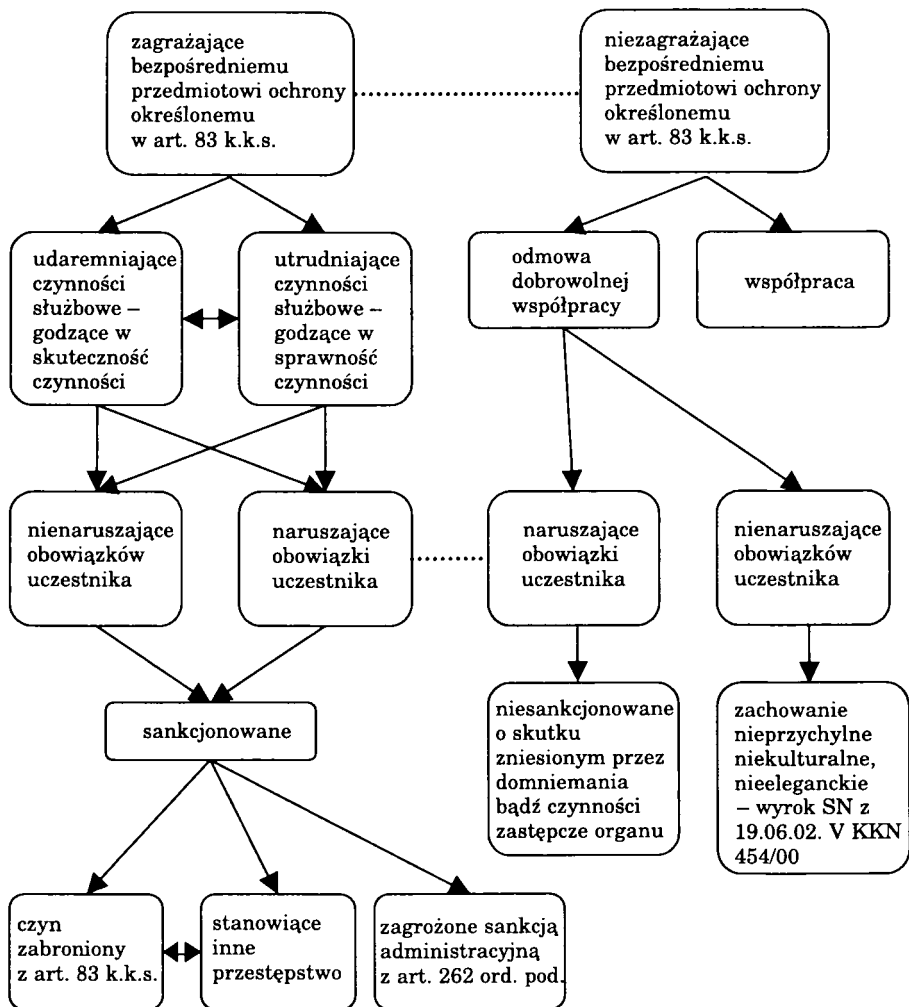 zagrażające
bezpośredniemu
przedmiotowi ochrony
określonemu
w art. 83 k.k.s.
niezagrażające
bezpośredniemu
przedmiotowi ochrony
określonemu
w art. 83 k.k.s.
udaremniające
czynności
służbowe –
godzące w
skuteczność
czynności
utrudniające
czynności
służbowe –
godzące w
sprawność
czynności
odmowa
dobrowolnej
współpracy
współpraca
nienaruszające
obowiązków
uczestnika
naruszające
obowiązki
uczestnika
naruszające
obowiązki
uczestnika
nienaruszające
obowiązków
uczestnika
sankcjonowane
niesankcjonowane
o skutku
zniesionym przez
domniemania
bądź czynności
zastępcze organu
zachowanie
nieprzychylne
niekulturalne,
nieeleganckie
– wyrok SN z
19.06.02. V KKN
454/00
czyn
zabroniony
z art. 83 k.k.s.
stanowiące
inne
przestępstwo
zagrożone sankcją
administracyjną
z art. 262 ord. pod.